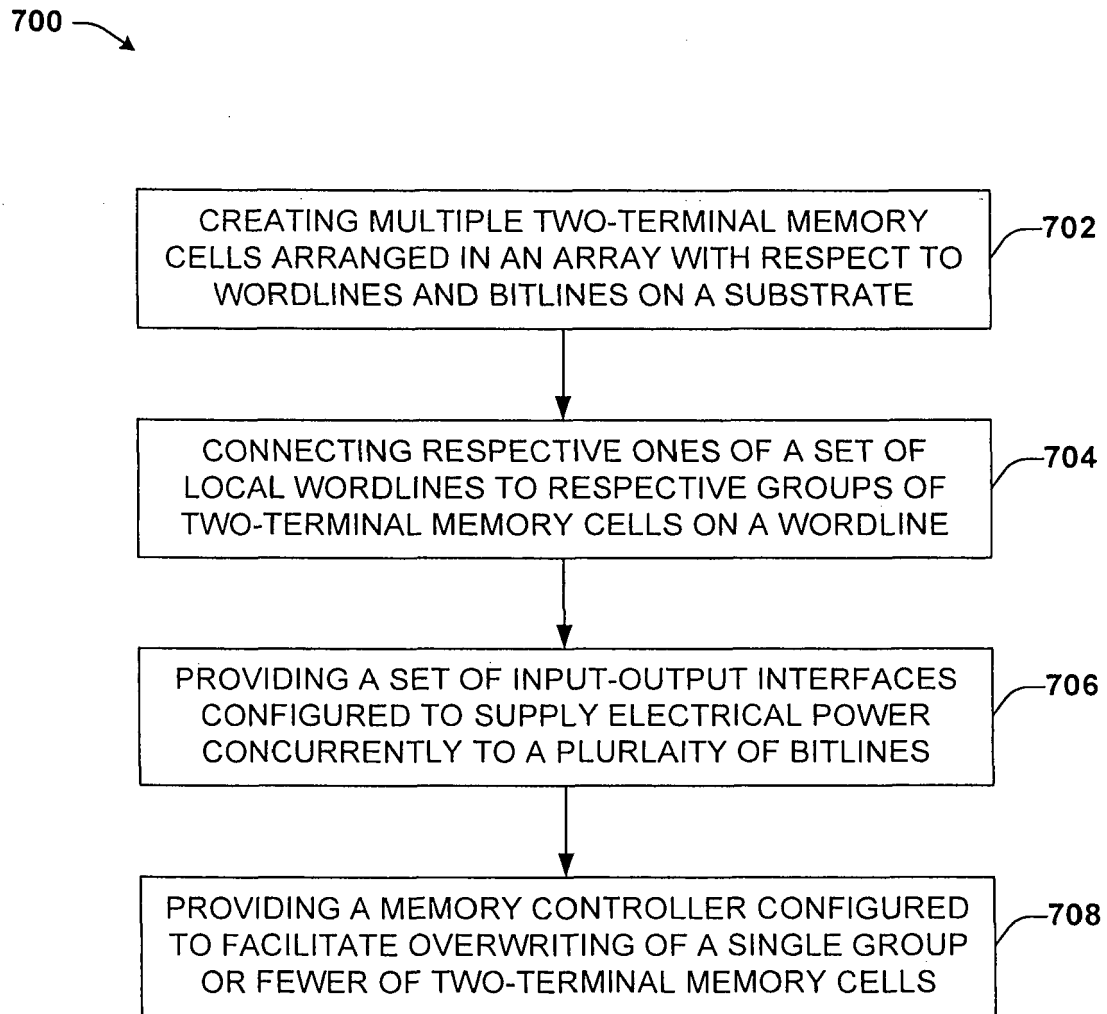 700
CREATING MULTIPLE TWO-TERMINAL MEMORY
CELLS ARRANGED IN AN ARRAY WITH RESPECT TO
WORDLINES AND BITLINES ON A SUBSTRATE
702
CONNECTING RESPECTIVE ONES OF A SET OF
LOCAL WORDLINES TO RESPECTIVE GROUPS OF
TWO-TERMINAL MEMORY CELLS ON A WORDLINE
704
PROVIDING A SET OF INPUT-OUTPUT INTERFACES
CONFIGURED TO SUPPLY ELECTRICAL POWER
CONCURRENTLY TO A PLURLAITY OF BITLINES
706
PROVIDING A MEMORY CONTROLLER CONFIGURED
TO FACILITATE OVERWRITING OF A SINGLE GROUP
OR FEWER OF TWO-TERMINAL MEMORY CELLS
708